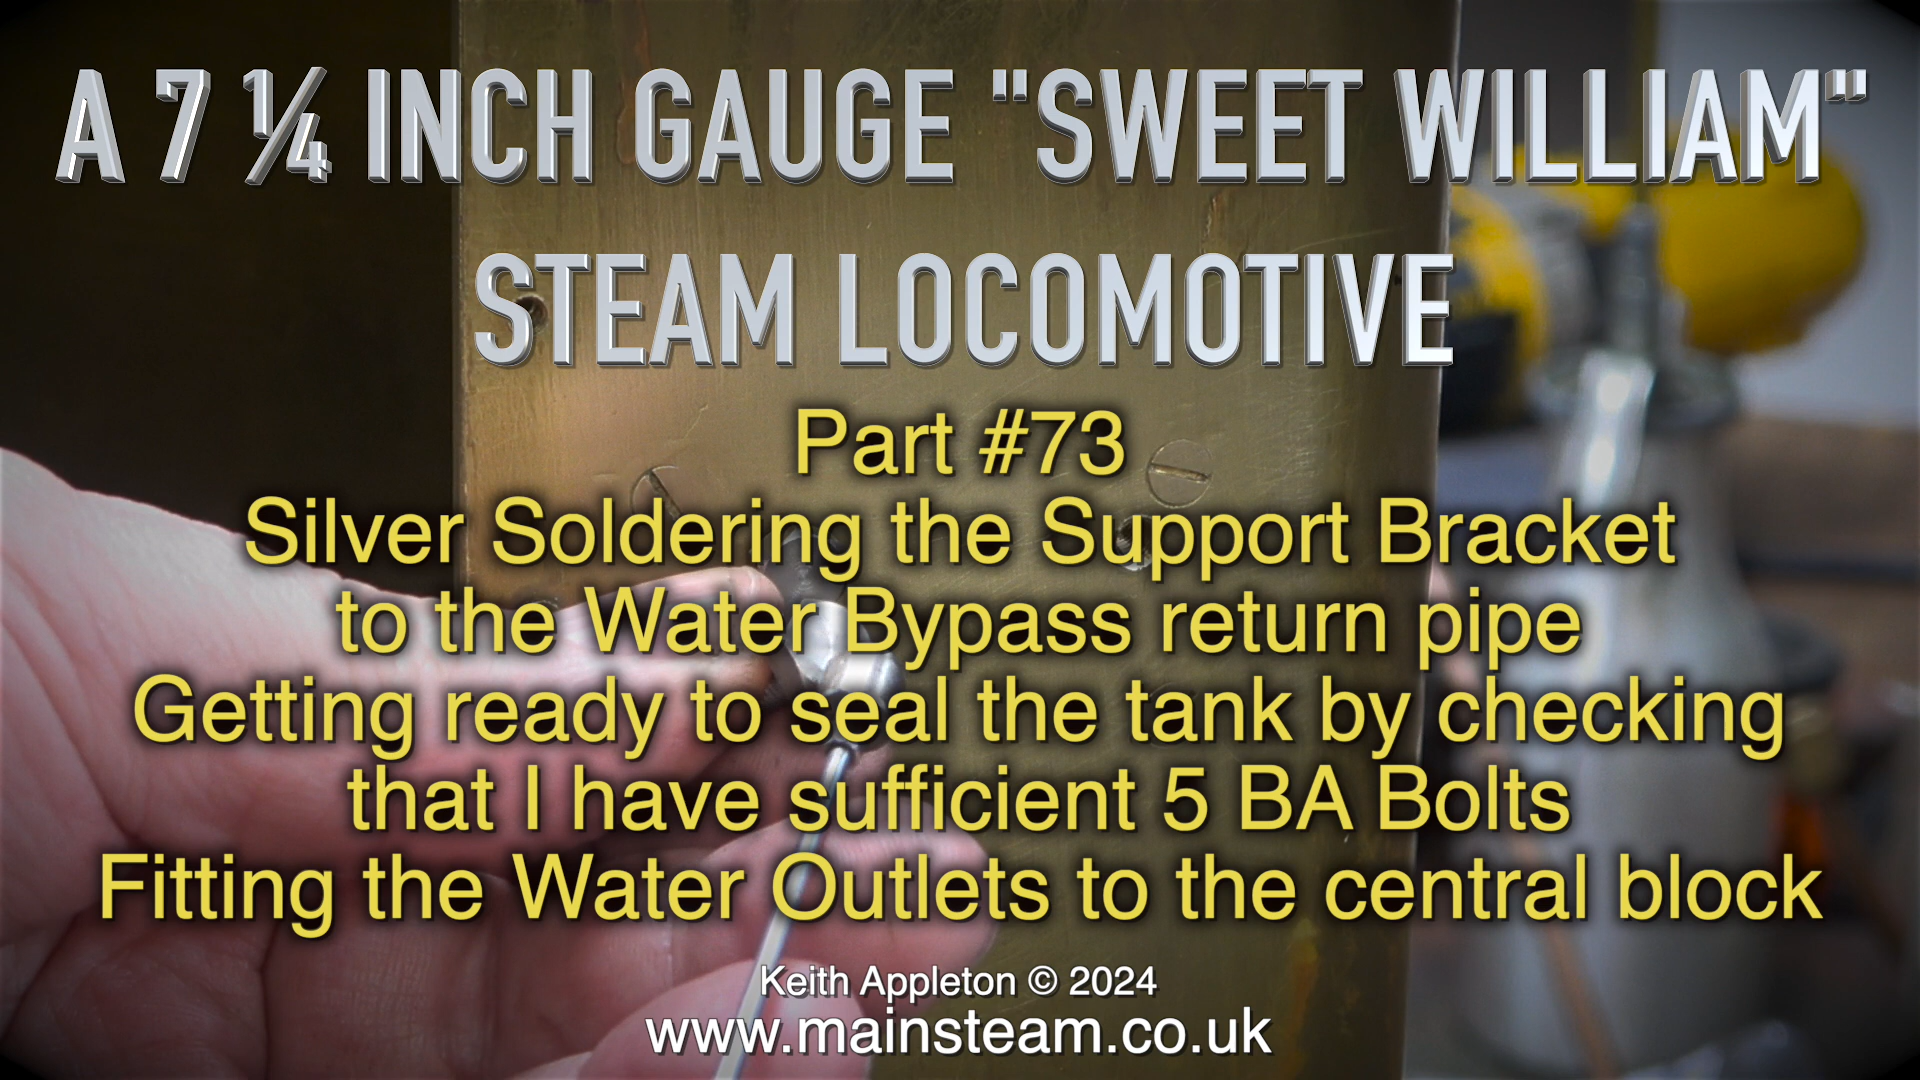 A 7 ¼ INCH GAUGE "SWEET WILLIAM"
STEAM LOCOMOTIVE
Part #73
Silver Soldering the Support Bracket
to the Water Bypass return pipe
Getting ready to seal the tank by checking
that I have sufficient 5 BA Bolts
Fitting the Water Outlets to the central block
Keith Appleton © 2024
www.mainsteam.co.uk